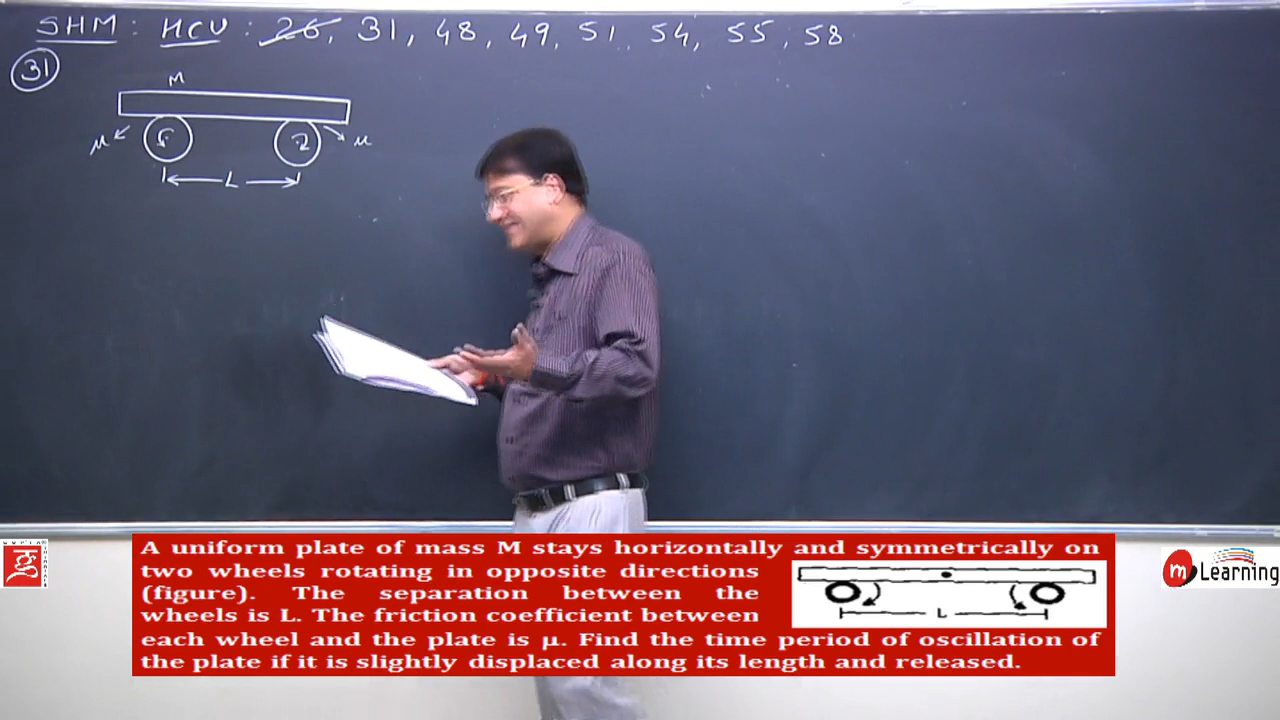 SHM : HCV : 26, 31, 48, 49, 51, 54, 55, 58
31
M
μ μ
L
A uniform plate of mass M stays horizontally and symmetrically on
two wheels rotating in opposite directions
(figure). The separation between the
wheels is L. The friction coefficient between
each wheel and the plate is μ. Find the time period of oscillation of
the plate if it is slightly displaced along its length and released.
L
m Learning